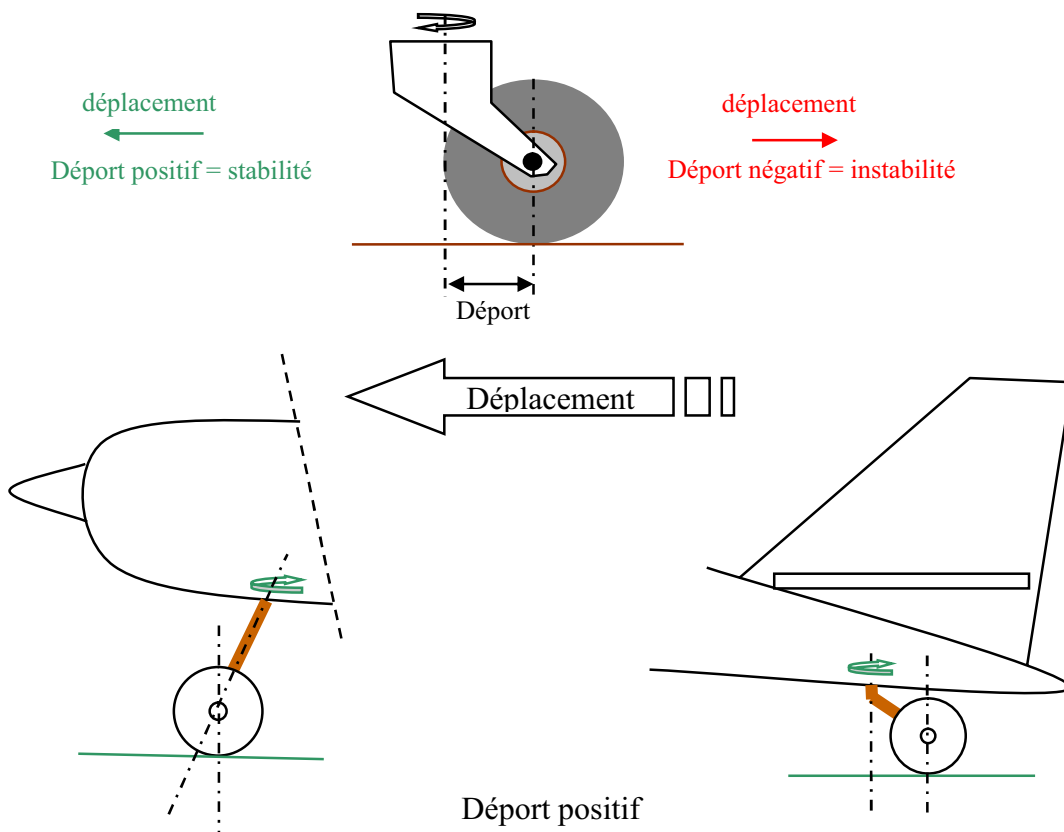 déplacement
Déport positif = stabilité
déplacement
Déport négatif = instabilité
Déport
Déplacement
Déport positif